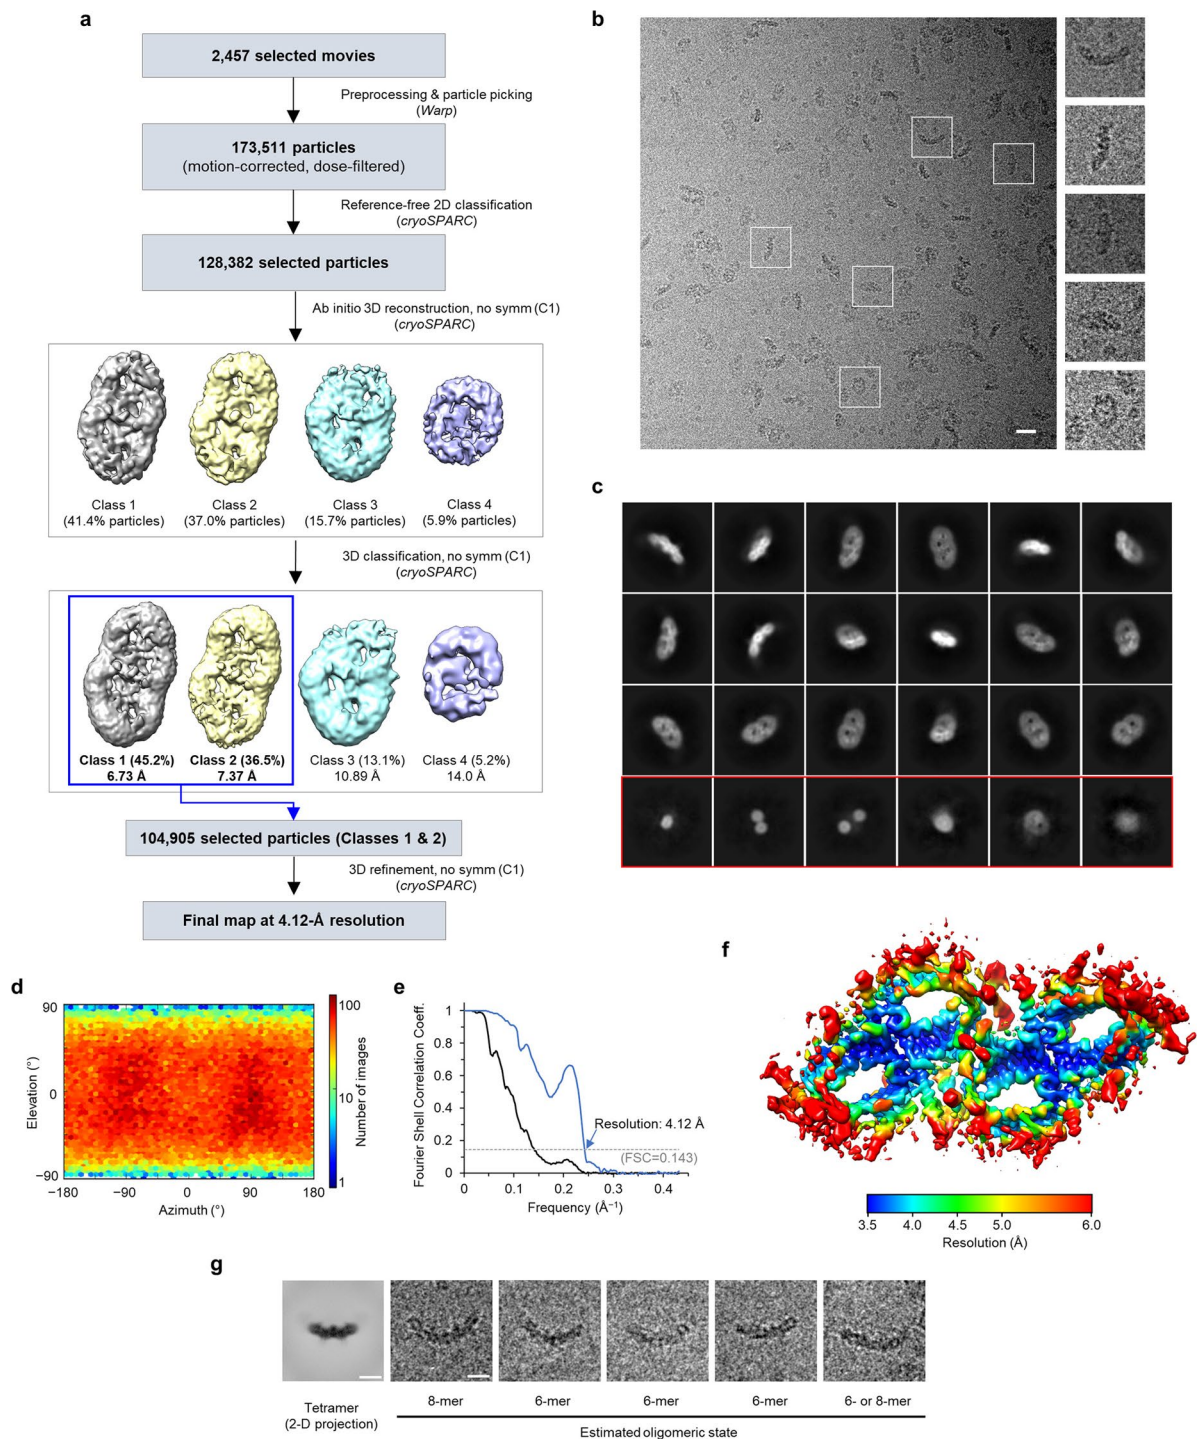 a
2,457 selected movies
Preprocessing & particle picking
(Warp)
173,511 particles
(motion-corrected, dose-filtered)
Reference-free 2D classification
(cryoSPARC)
128,382 selected particles
Ab initio 3D reconstruction, no symm (C1)
(cryoSPARC)
Class 1
(41.4% particles)
Class 2
(37.0% particles)
Class 3
(15.7% particles)
Class 4
(5.9% particles)
3D classification, no symm (C1)
(cryoSPARC)
Class 1 (45.2%)
6.73 Å
Class 2 (36.5%)
7.37 Å
Class 3 (13.1%)
10.89 Å
Class 4 (5.2%)
14.0 Å
104,905 selected particles (Classes 1 & 2)
3D refinement, no symm (C1)
(cryoSPARC)
Final map at 4.12-Å resolution
b
c
d
90
0
−90
Elevation (°)
−180
−90
0
90
180
Azimuth (°)
100
10
1
Number of images
e
Fourier Shell Correlation Coeff.
1
0.8
0.6
0.4
0.2
0
0
0.1
0.2
0.3
0.4
Frequency (Å⁻¹)
Resolution: 4.12 Å
(FSC=0.143)
f
3.5
4.0
4.5
5.0
6.0
Resolution (Å)
g
Tetramer
(2-D projection)
8-mer
6-mer
6-mer
6-mer
6- or 8-mer
Estimated oligomeric state